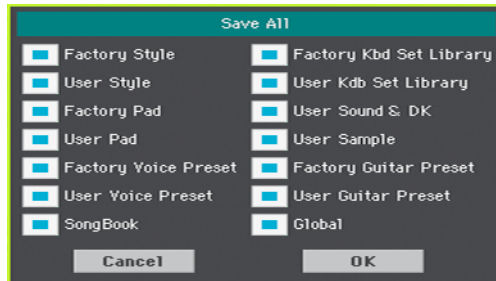 Save All
Factory Style
Factory Kbd Set Library
User Style
User Kdb Set Library
Factory Pad
User Sound & DK
User Pad
User Sample
Factory Voice Preset
Factory Guitar Preset
User Voice Preset
User Guitar Preset
SongBook
Global
Cancel
OK